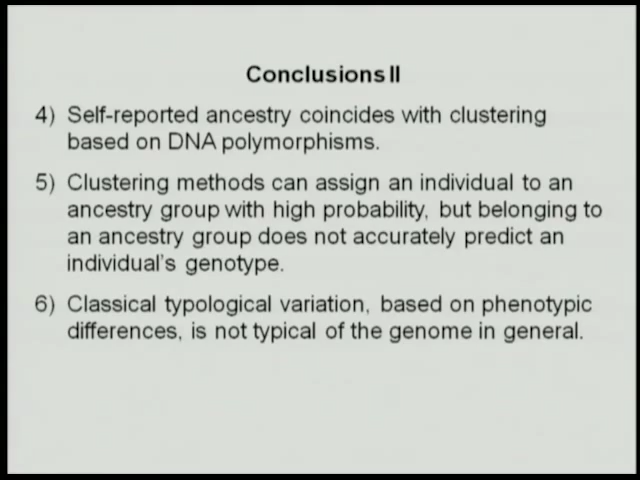 Conclusions II
4) Self-reported ancestry coincides with clustering
based on DNA polymorphisms.
5) Clustering methods can assign an individual to an
ancestry group with high probability, but belonging to
an ancestry group does not accurately predict an
individual's genotype.
6) Classical typological variation, based on phenotypic
differences, is not typical of the genome in general.